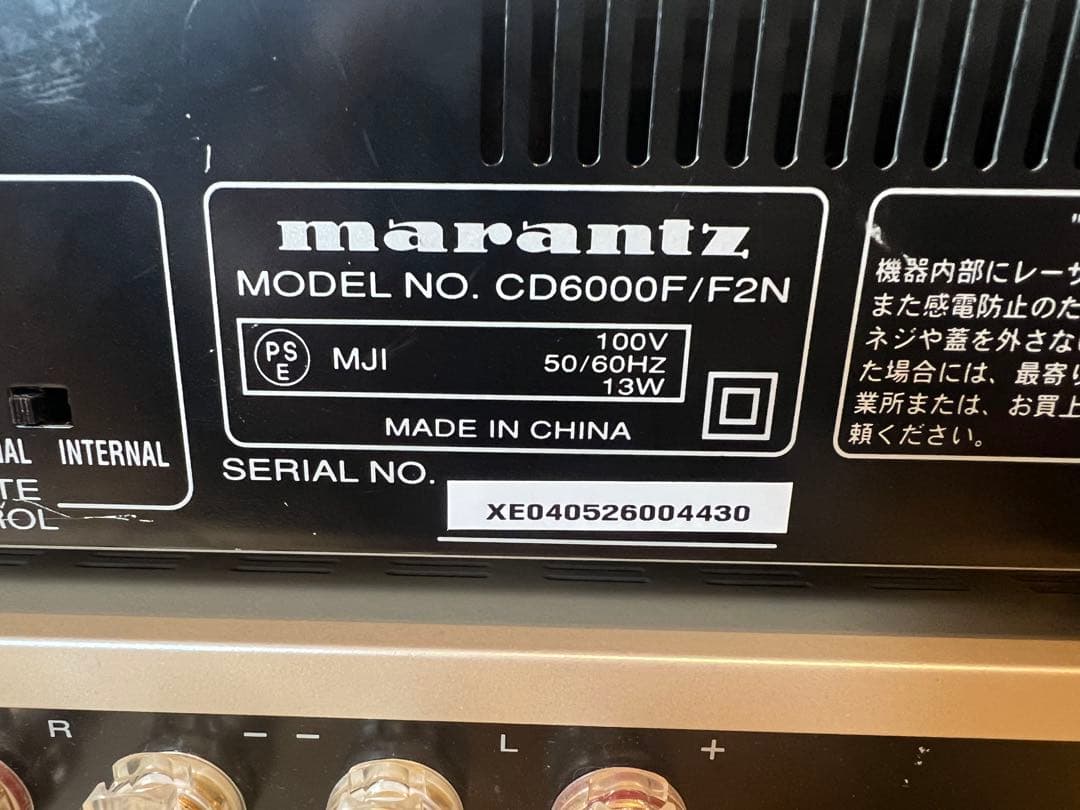 marantz
MODEL NO. CD6000F/F2N
PS
E
MJI
100V
50/60HZ
13W
MADE IN CHINA
SERIAL NO.
XE040526004430
INTERNAL
機器内部にレーザ
また感電防止のた
ネジや蓋を外さない
た場合には、最寄り
業所または、お買上
頼ください。
R
− −
L
+